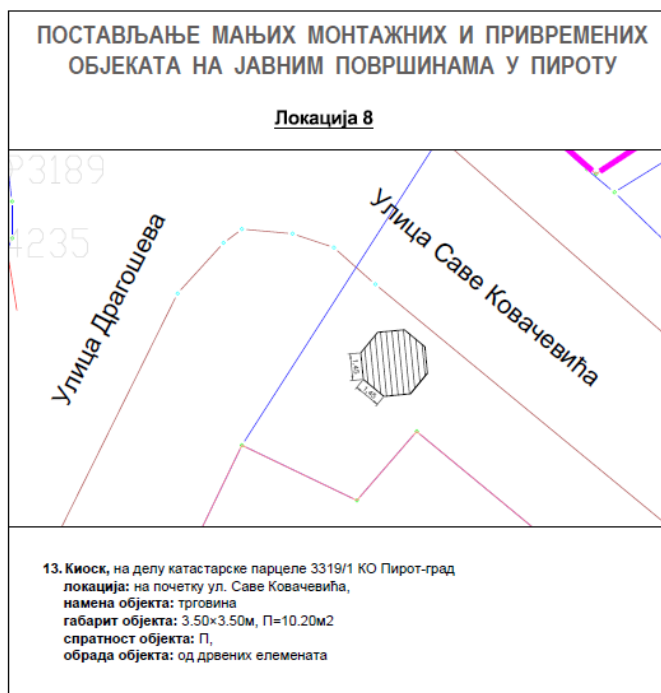 ПОСТАВЉАЊЕ МАЊИХ МОНТАЖНИХ И ПРИВРЕМЕНИХ
ОБЈЕКАТА НА ЈАВНИМ ПОВРШИНАМА У ПИРОТУ
Локација 8
P3189
4235
Улица Драгошева
Улица Саве Ковачевића
1.45
1.45
13. Киоск, на делу катастарске парцеле 3319/1 КО Пирот-град
локација: на почетку ул. Саве Ковачевића,
намена објекта: трговина
габарит објекта: 3.50×3.50м, П=10.20м2
спратност објекта: П,
обрада објекта: од дрвених елемената